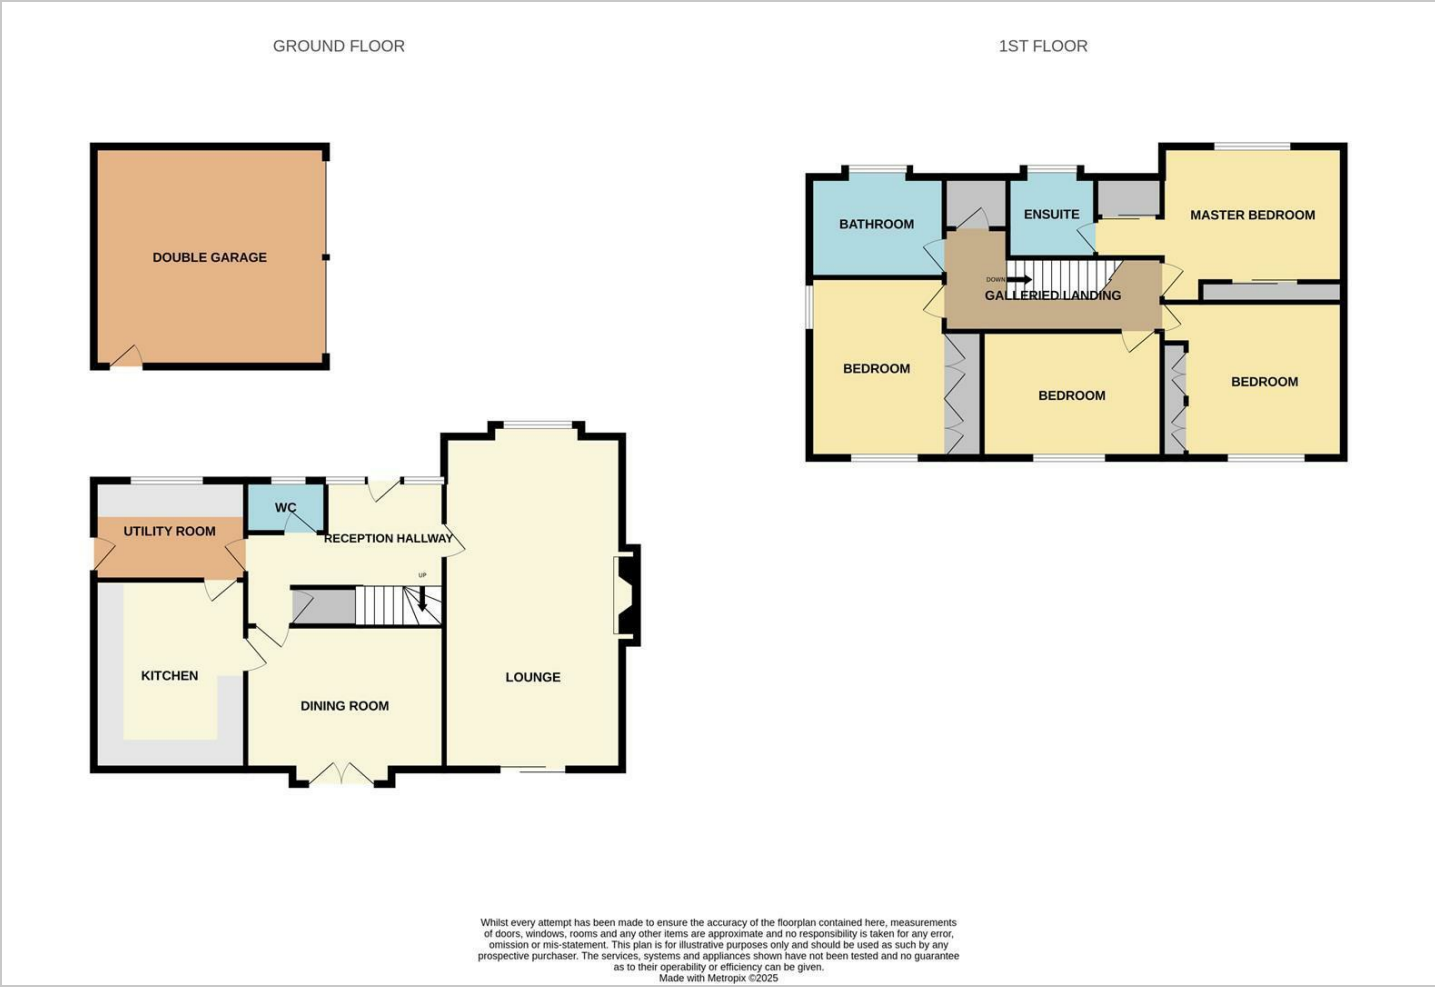 GROUND FLOOR
1ST FLOOR
DOUBLE GARAGE
BATHROOM
ENSUITE
MASTER BEDROOM
DOWN
GALLERIED LANDING
BEDROOM
BEDROOM
BEDROOM
WC
UTILITY ROOM
RECEPTION HALLWAY
UP
KITCHEN
DINING ROOM
LOUNGE
Whilst every attempt has been made to ensure the accuracy of the floorplan contained here, measurements
of doors, windows, rooms and any other items are approximate and no responsibility is taken for any error,
omission or mis-statement. This plan is for illustrative purposes only and should be used as such by any
prospective purchaser. The services, systems and appliances shown have not been tested and no guarantee
as to their operability or efficiency can be given.
Made with Metropix ©2025